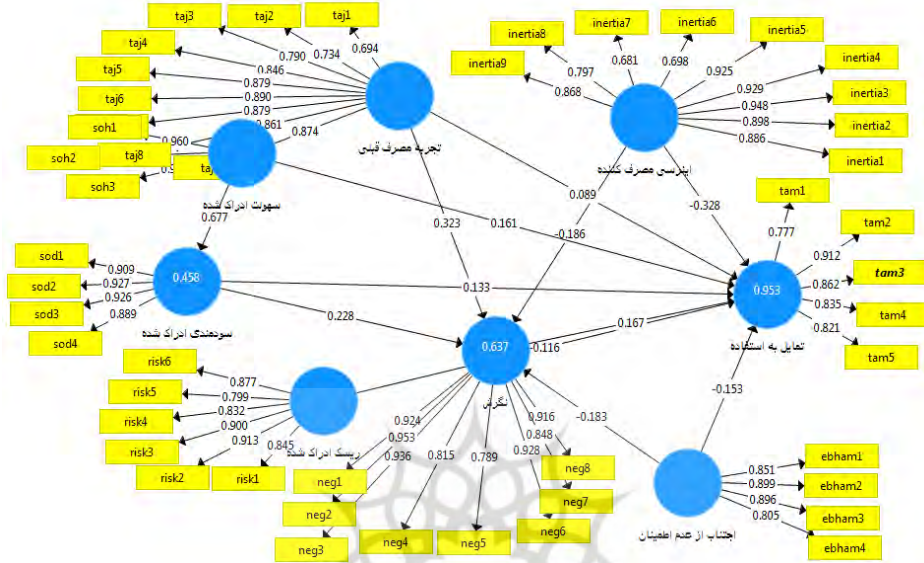 taj3
taj2
taj1
taj4
taj5
taj6
soh1
soh2
taj8
soh3
0.694
0.734
0.790
0.846
0.879
0.890
0.879
0.861
0.874
0.960
تجربه مصرف قبلی
سهولت ادراک شده
inertia9
inertia8
inertia7
inertia6
inertia5
inertia4
inertia3
inertia2
inertia1
0.868
0.797
0.681
0.698
0.925
0.929
0.948
0.898
0.886
اینرسی مصرف کننده
0.677
0.323
0.161
0.089
-0.186
-0.328
sod1
sod2
sod3
sod4
0.909
0.927
0.926
0.889
0.458
سودمندی ادراک شده
0.133
0.228
0.167
-0.116
tam1
tam2
tam3
tam4
tam5
0.777
0.912
0.862
0.835
0.821
0.953
تمایل به استفاده
0.637
نگرش
risk6
risk5
risk4
risk3
risk2
risk1
0.877
0.799
0.832
0.900
0.913
0.845
ریسک ادراک شده
0.924
0.953
0.936
0.815
0.789
0.928
0.848
0.916
neg1
neg2
neg3
neg4
neg5
neg6
neg7
neg8
-0.183
-0.153
0.851
0.899
0.896
0.805
ebham1
ebham2
ebham3
ebham4
اجتناب از عدم اطمینان